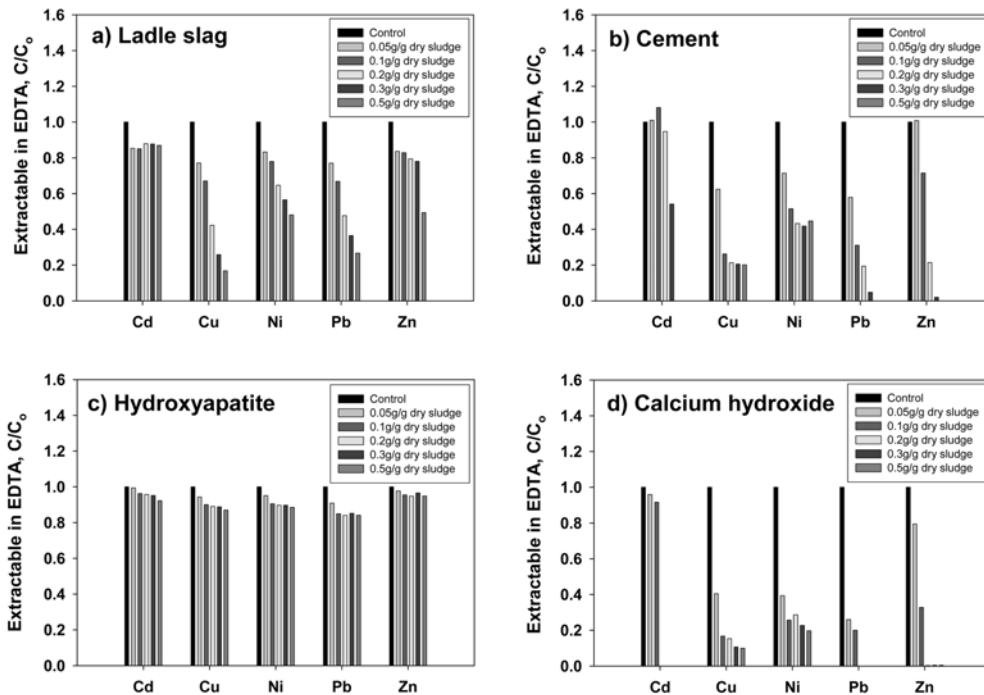 a) Ladle slag
Extractable in EDTA, C/Co
1.6
1.4
1.2
1.0
0.8
0.6
0.4
0.2
0.0
Control
0.05g/g dry sludge
0.1g/g dry sludge
0.2g/g dry sludge
0.3g/g dry sludge
0.5g/g dry sludge
Cd Cu Ni Pb Zn
b) Cement
Extractable in EDTA, C/Co
1.6
1.4
1.2
1.0
0.8
0.6
0.4
0.2
0.0
Control
0.05g/g dry sludge
0.1g/g dry sludge
0.2g/g dry sludge
0.3g/g dry sludge
0.5g/g dry sludge
Cd Cu Ni Pb Zn
c) Hydroxyapatite
Extractable in EDTA, C/Co
1.6
1.4
1.2
1.0
0.8
0.6
0.4
0.2
0.0
Control
0.05g/g dry sludge
0.1g/g dry sludge
0.2g/g dry sludge
0.3g/g dry sludge
0.5g/g dry sludge
Cd Cu Ni Pb Zn
d) Calcium hydroxide
Extractable in EDTA, C/Co
1.6
1.4
1.2
1.0
0.8
0.6
0.4
0.2
0.0
Control
0.05g/g dry sludge
0.1g/g dry sludge
0.2g/g dry sludge
0.3g/g dry sludge
0.5g/g dry sludge
Cd Cu Ni Pb Zn